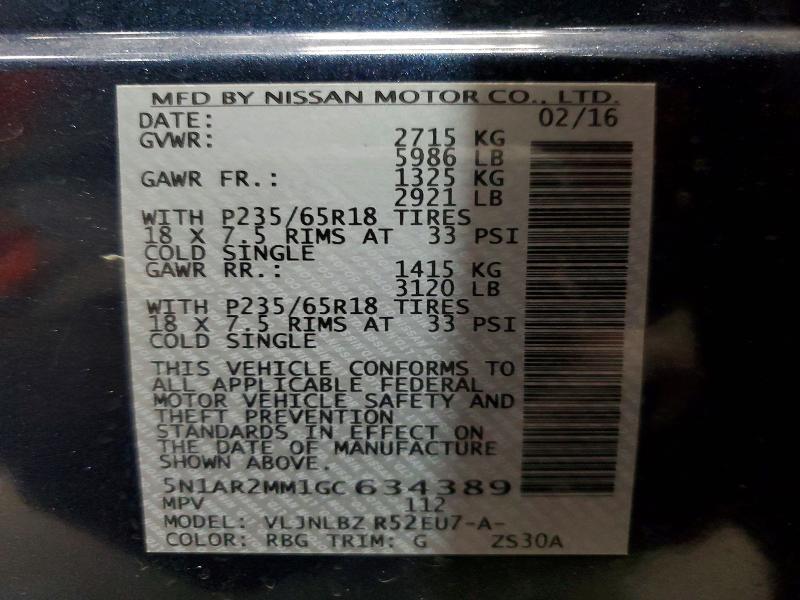 MFD BY NISSAN MOTOR CO., LTD.
DATE: 02/16
GVWR: 2715 KG
5986 LB
GAWR FR.: 1325 KG
2921 LB
WITH P235/65R18 TIRES
18 X 7.5 RIMS AT 33 PSI
COLD SINGLE
GAWR RR.: 1415 KG
3120 LB
WITH P235/65R18 TIRES
18 X 7.5 RIMS AT 33 PSI
COLD SINGLE
THIS VEHICLE CONFORMS TO
ALL APPLICABLE FEDERAL
MOTOR VEHICLE SAFETY AND
THEFT PREVENTION
STANDARDS IN EFFECT ON
THE DATE OF MANUFACTURE
SHOWN ABOVE.
5N1AR2MM1GC634389
MPV 112
MODEL: VLJNLBZ R52EU7-A-
COLOR: RBG TRIM: G ZS30A